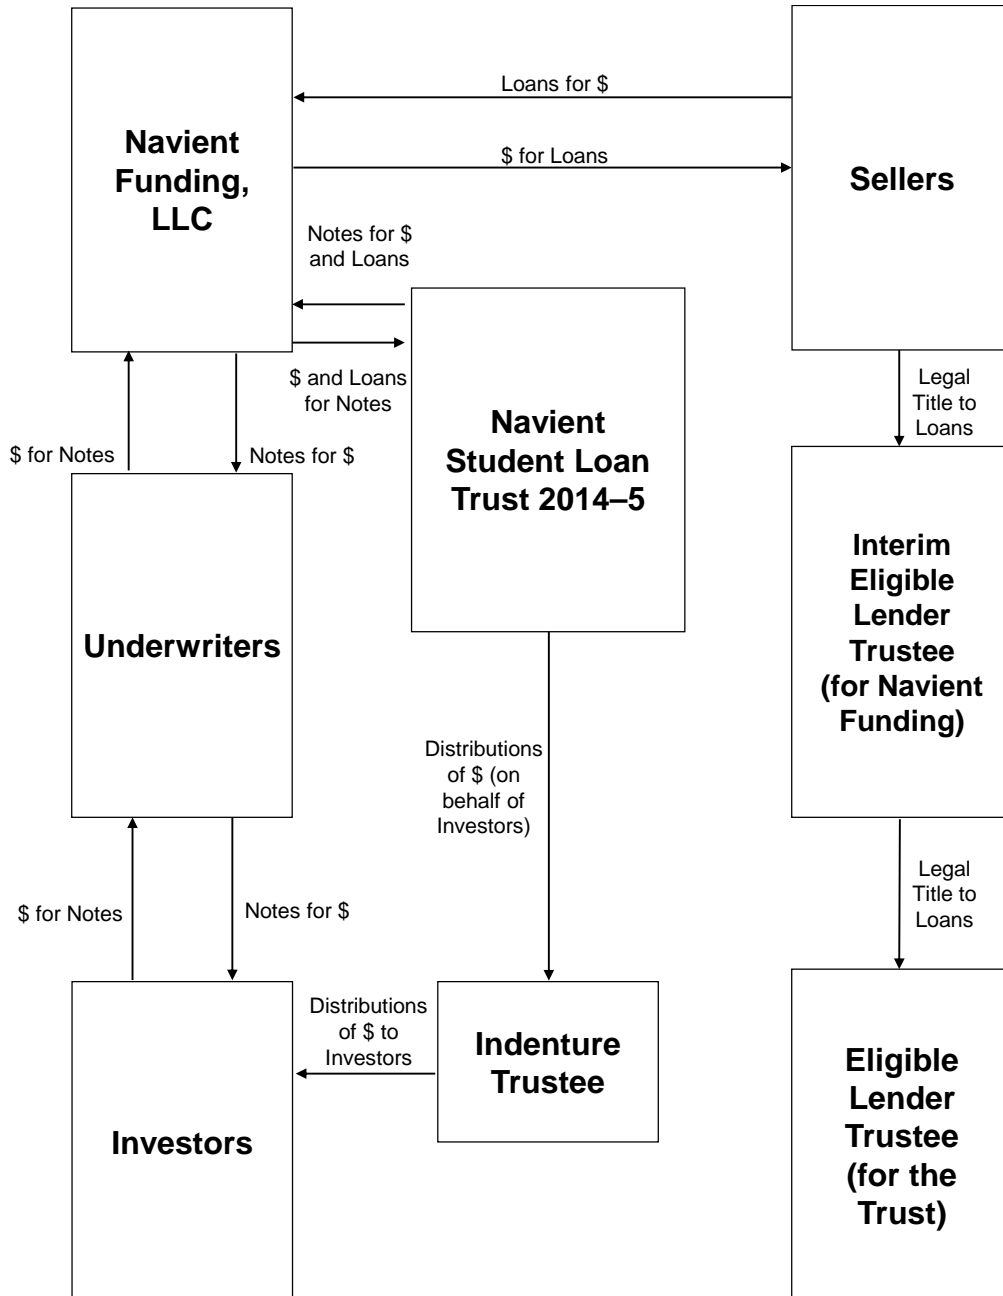 Loans for $
Navient
Funding,
LLC
$ for Loans
Sellers
Notes for $
and Loans
$ and Loans
for Notes
Legal
Title to
Loans
Navient
Student Loan
Trust 2014–5
$ for Notes
Notes for $
Interim
Eligible
Lender
Trustee
(for Navient
Funding)
Underwriters
Distributions
of $ (on
behalf of
Investors)
Legal
Title to
Loans
$ for Notes
Notes for $
Distributions
of $ to
Investors
Indenture
Trustee
Investors
Eligible
Lender
Trustee
(for the
Trust)